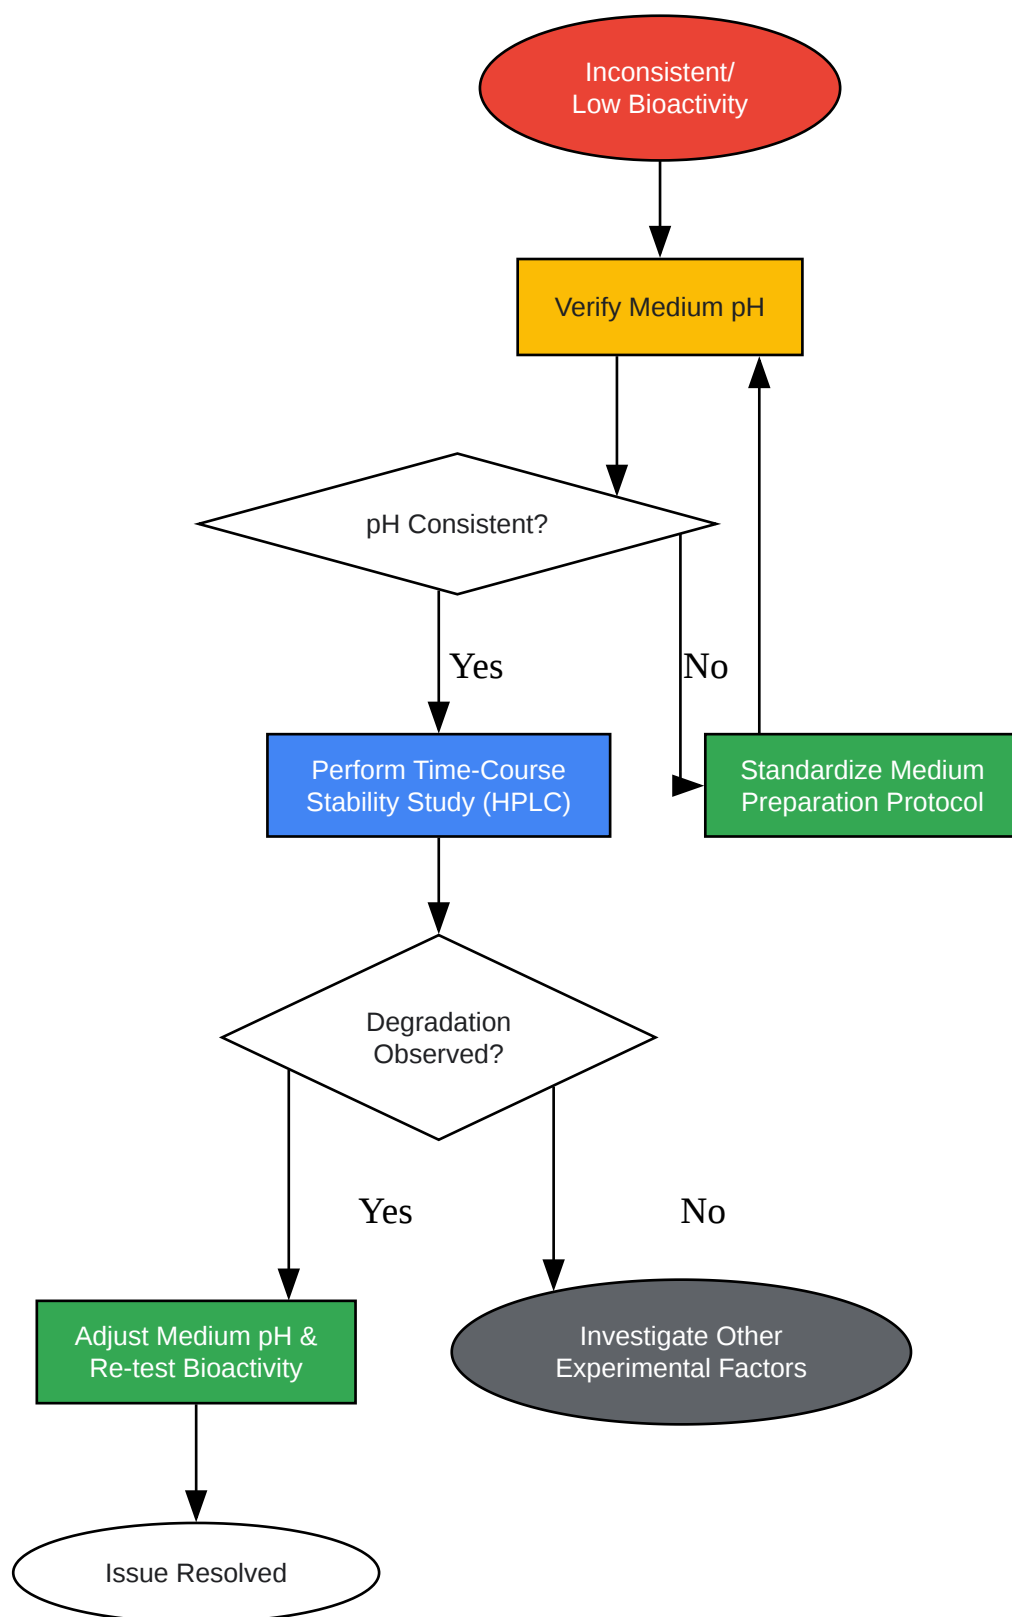 Inconsistent/
Low Bioactivity
Verify Medium pH
pH Consistent?
Yes
No
Perform Time-Course
Stability Study (HPLC)
Standardize Medium
Preparation Protocol
Degradation
Observed?
Yes
No
Adjust Medium pH &
Re-test Bioactivity
Investigate Other
Experimental Factors
Issue Resolved